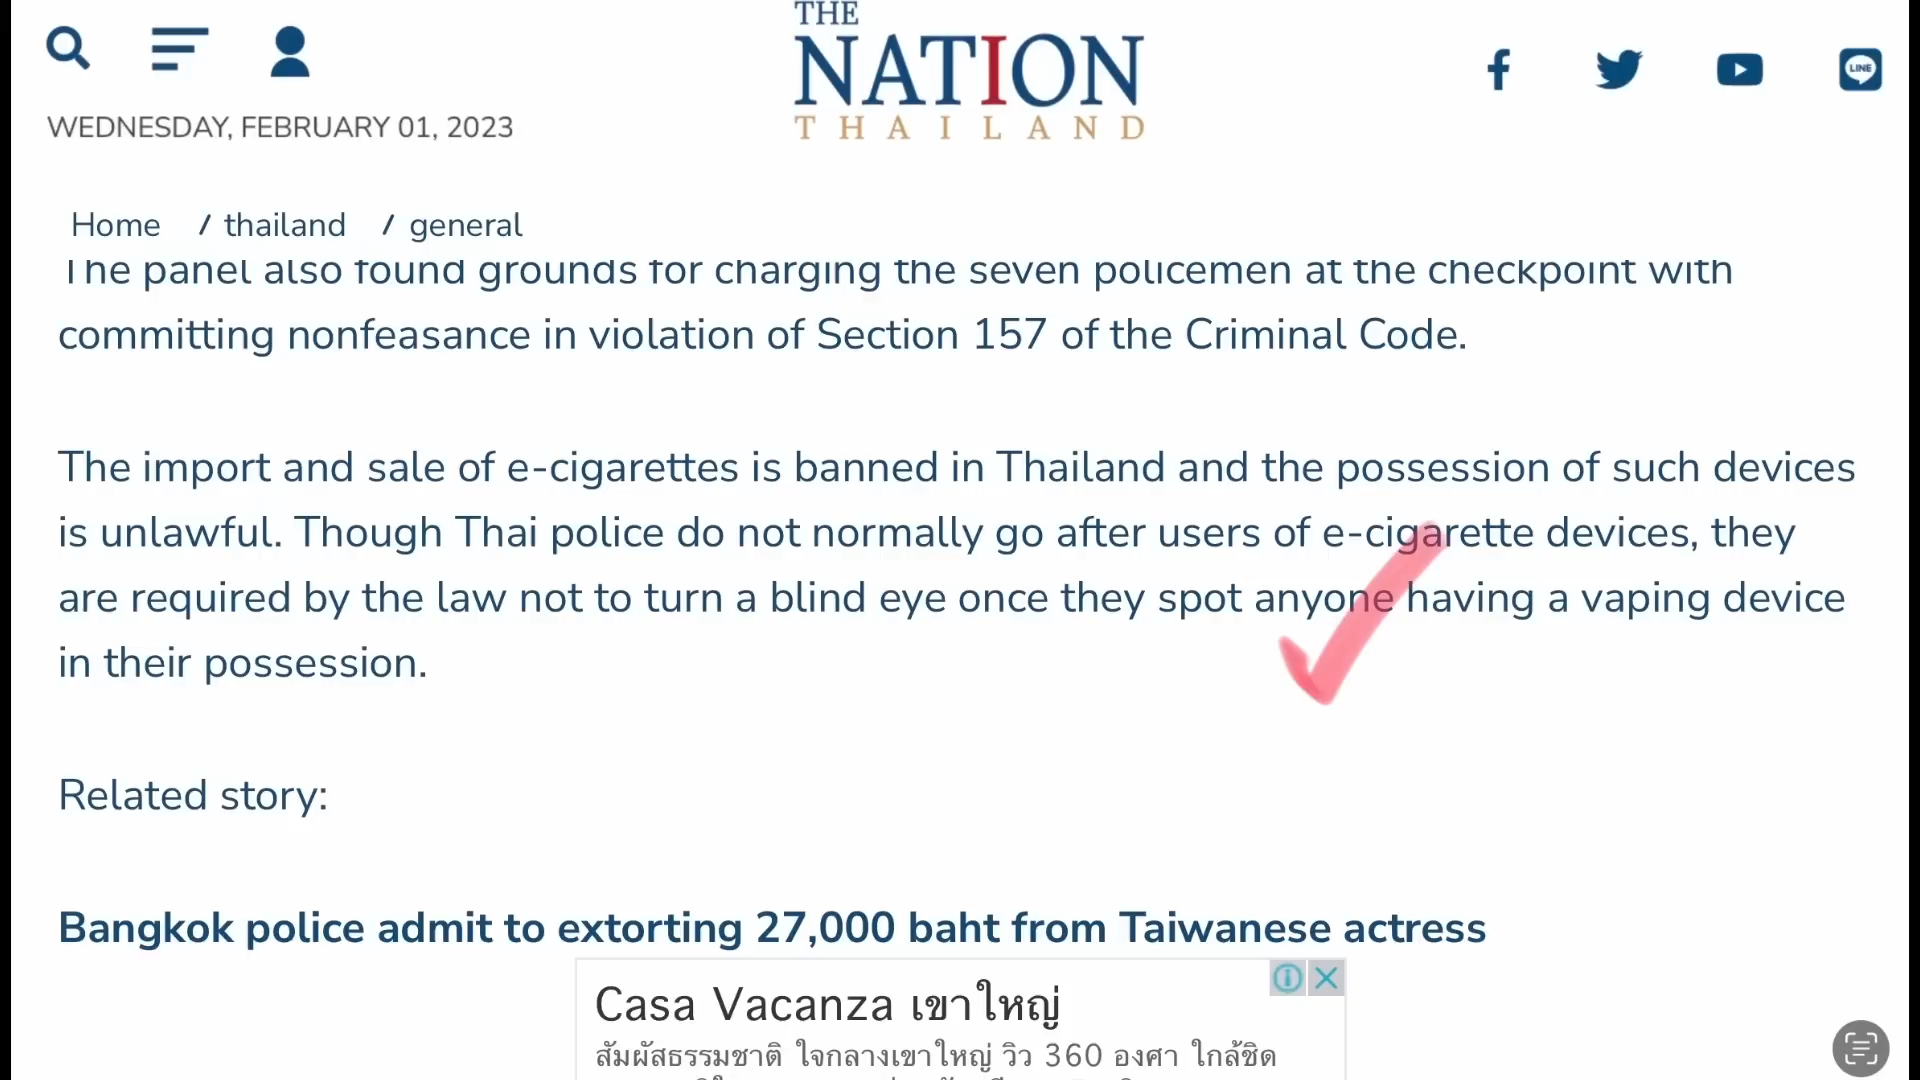 THE
NATION
THAILAND
LINE
WEDNESDAY, FEBRUARY 01, 2023
Home / thailand / general
The panel also found grounds for charging the seven policemen at the checkpoint with
committing nonfeasance in violation of Section 157 of the Criminal Code.
The import and sale of e-cigarettes is banned in Thailand and the possession of such devices
is unlawful. Though Thai police do not normally go after users of e-cigarette devices, they
are required by the law not to turn a blind eye once they spot anyone having a vaping device
in their possession.
Related story:
Bangkok police admit to extorting 27,000 baht from Taiwanese actress
Casa Vacanza เขาใหญ่
สัมผัสธรรมชาติ ใจกลางเขาใหญ่ วิว 360 องศา ใกล้ชิด